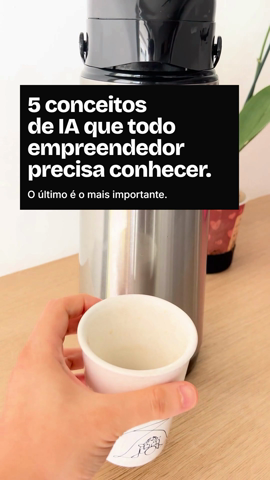 5 conceitos
de IA que todo
empreendedor
precisa conhecer.
O último é o mais importante.